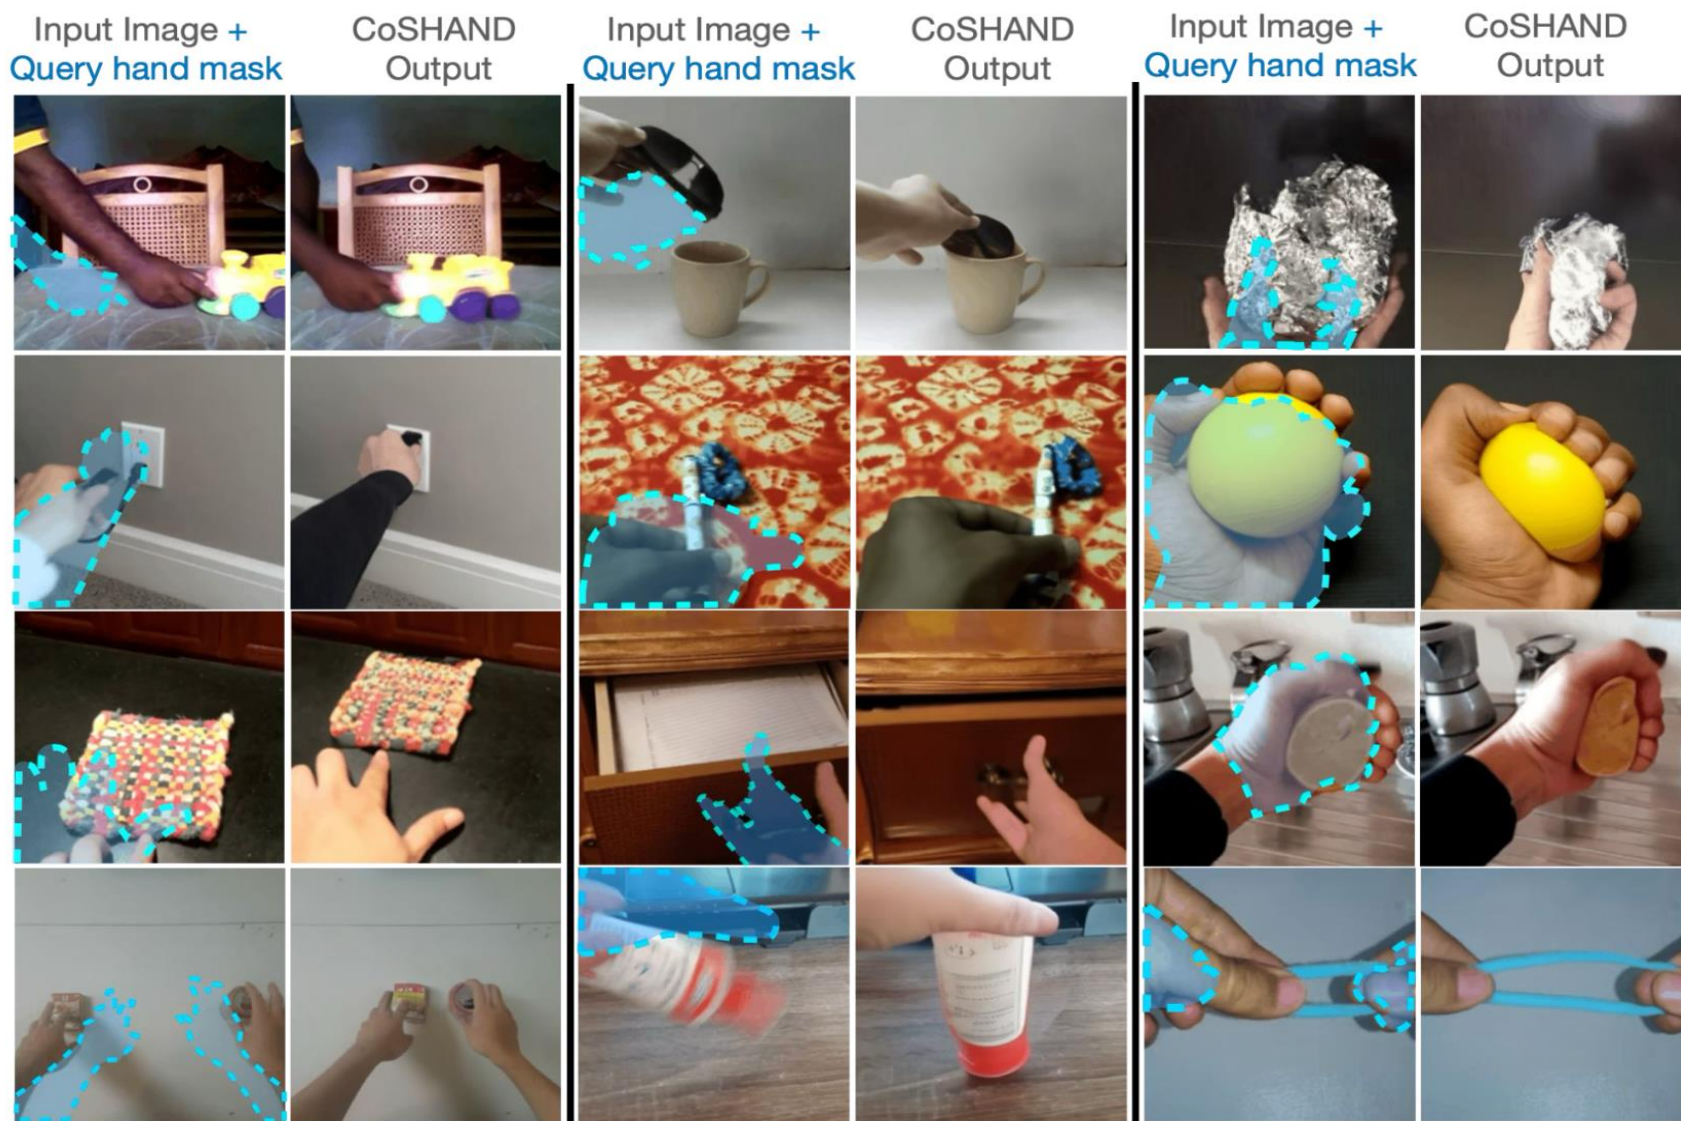 Input Image +
Query hand mask
CoSHAND
Output
Input Image +
Query hand mask
CoSHAND
Output
Input Image +
Query hand mask
CoSHAND
Output